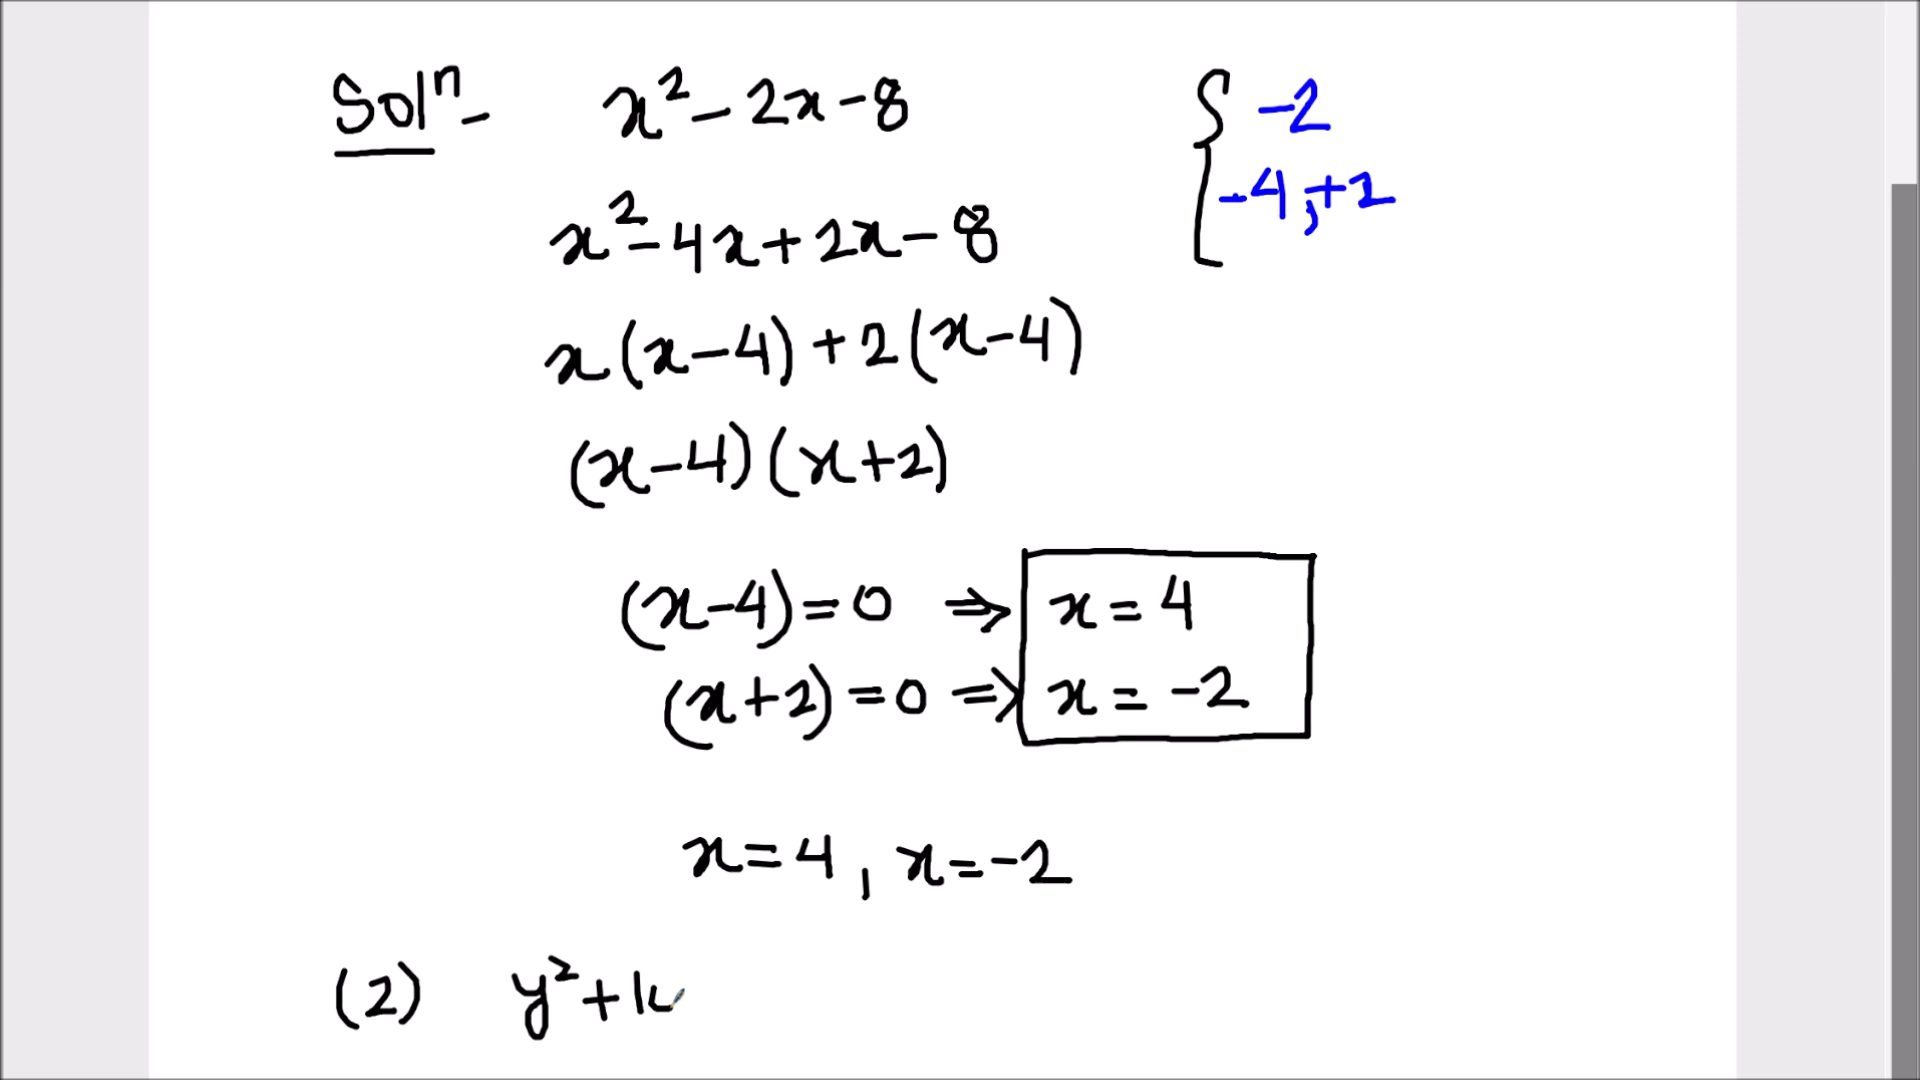 Solⁿ- x² - 2x - 8
{ -2
-4, +2
x² - 4x + 2x - 8
x(x-4) + 2(x-4)
(x-4)(x+2)
(x-4) = 0 ⇒ x = 4
(x+2) = 0 ⇒ x = -2
x = 4, x = -2
(2) y² +